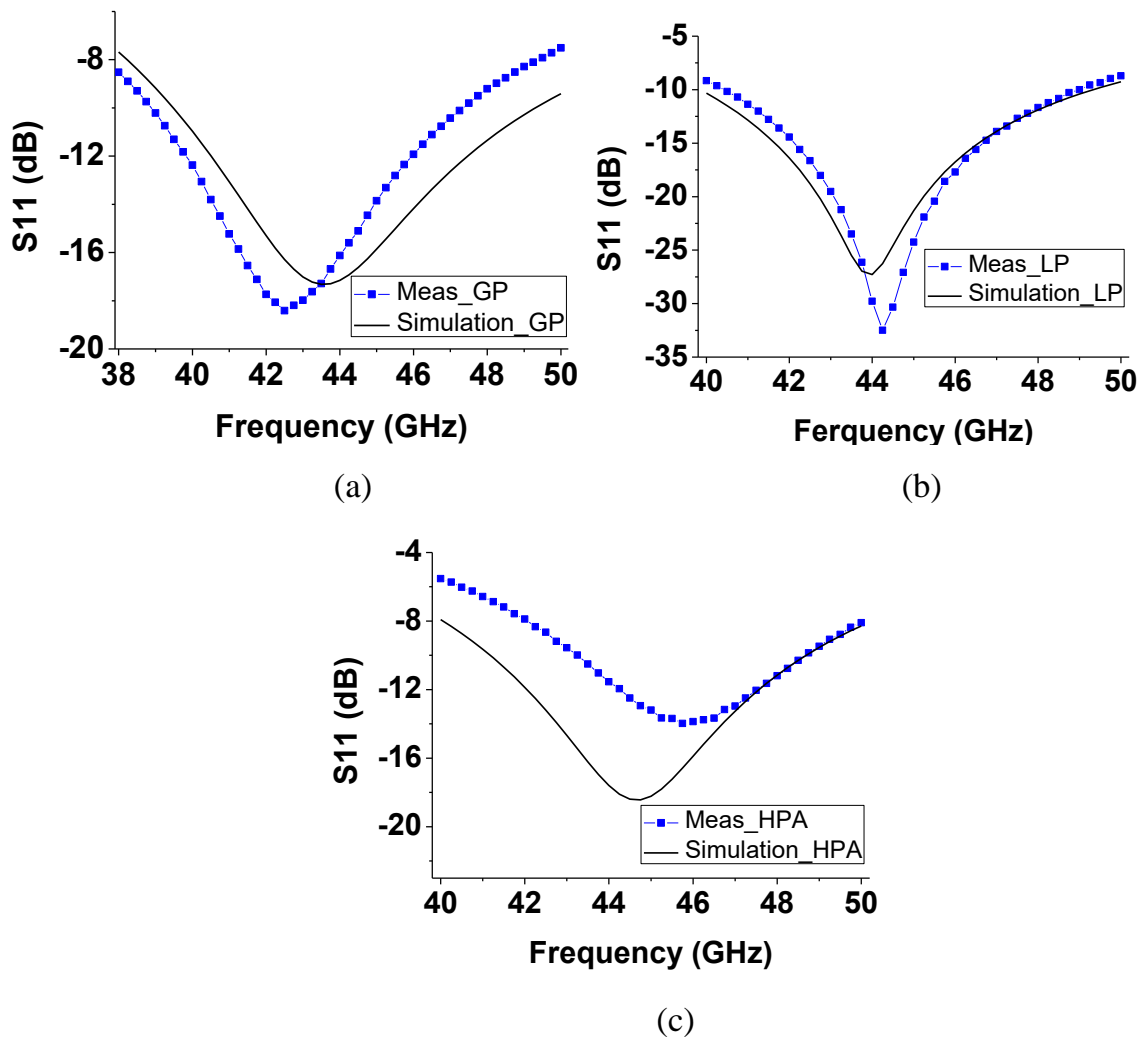 -8
-12
-16
-20
S11 (dB)
Meas_GP
Simulation_GP
38 40 42 44 46 48 50
Frequency (GHz)
(a)
-5
-10
-15
-20
-25
-30
-35
S11 (dB)
Meas_LP
Simulation_LP
40 42 44 46 48 50
Ferquency (GHz)
(b)
-4
-8
-12
-16
-20
S11 (dB)
Meas_HPA
Simulation_HPA
40 42 44 46 48 50
Frequency (GHz)
(c)